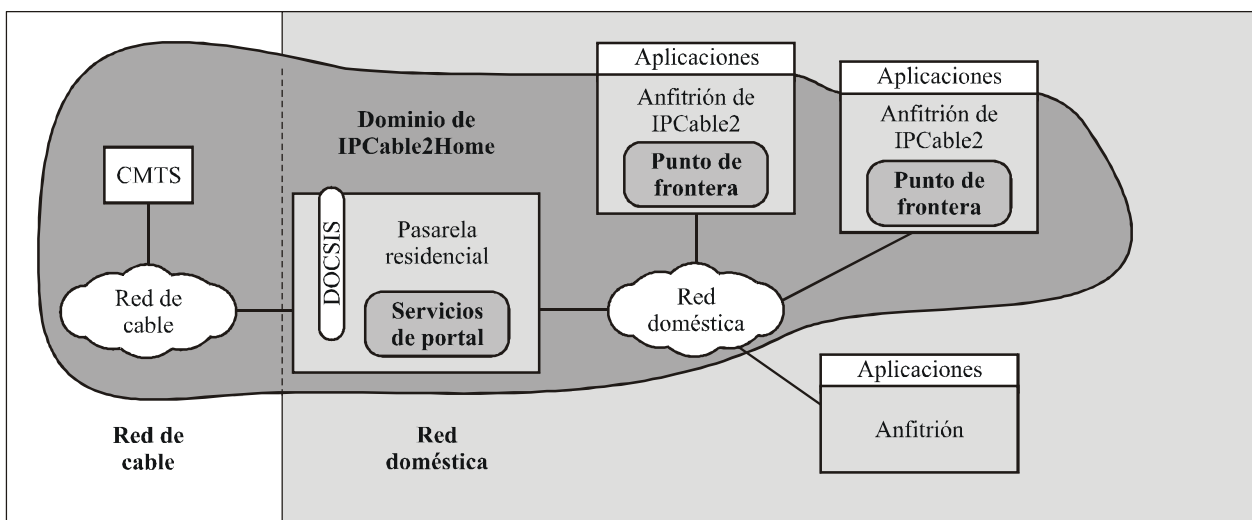 Aplicaciones
Anfitrión de
IPCable2
Punto de
frontera
Aplicaciones
Anfitrión de
IPCable2
Punto de
frontera
Dominio de
IPCable2Home
CMTS
DOCSIS
Pasarela
residencial
Servicios
de portal
Red de
cable
Red
doméstica
Aplicaciones
Anfitrión
Red de
cable
Red
doméstica